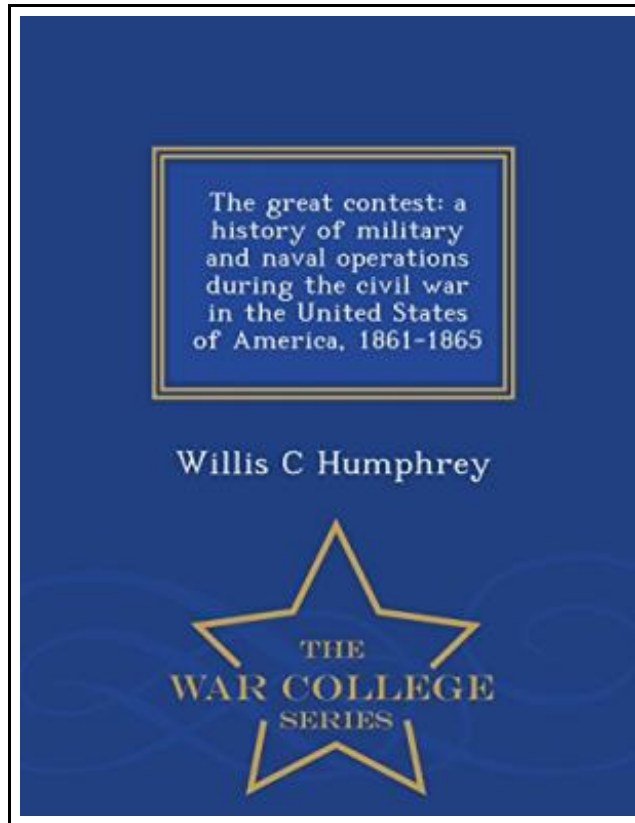 The great contest: a
history of military
and naval operations
during the civil war
in the United States
of America, 1861-1865
Willis C Humphrey
THE
WAR COLLEGE
SERIES